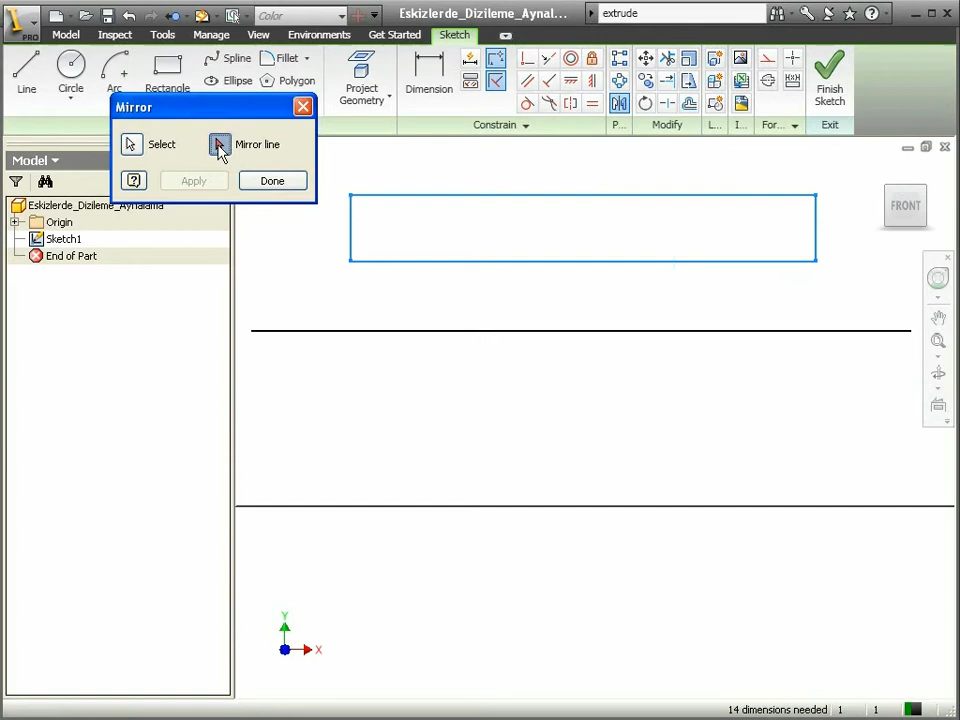 Color
Eskizlerde_Dizileme_Aynal...
extrude
PRO
Model Inspect Tools Manage View Environments Get Started Sketch
Line
Circle
Arc
Rectangle
Spline
Ellipse
Fillet
Polygon
Project
Geometry
Dimension
Finish
Sketch
Constrain
P...
Modify
L...
I...
For...
Exit
Mirror
Select
Mirror line
Apply
Done
Model
Eskizlerde_Dizileme_Aynalama
Origin
Sketch1
End of Part
FRONT
Y
X
14 dimensions needed 1 1